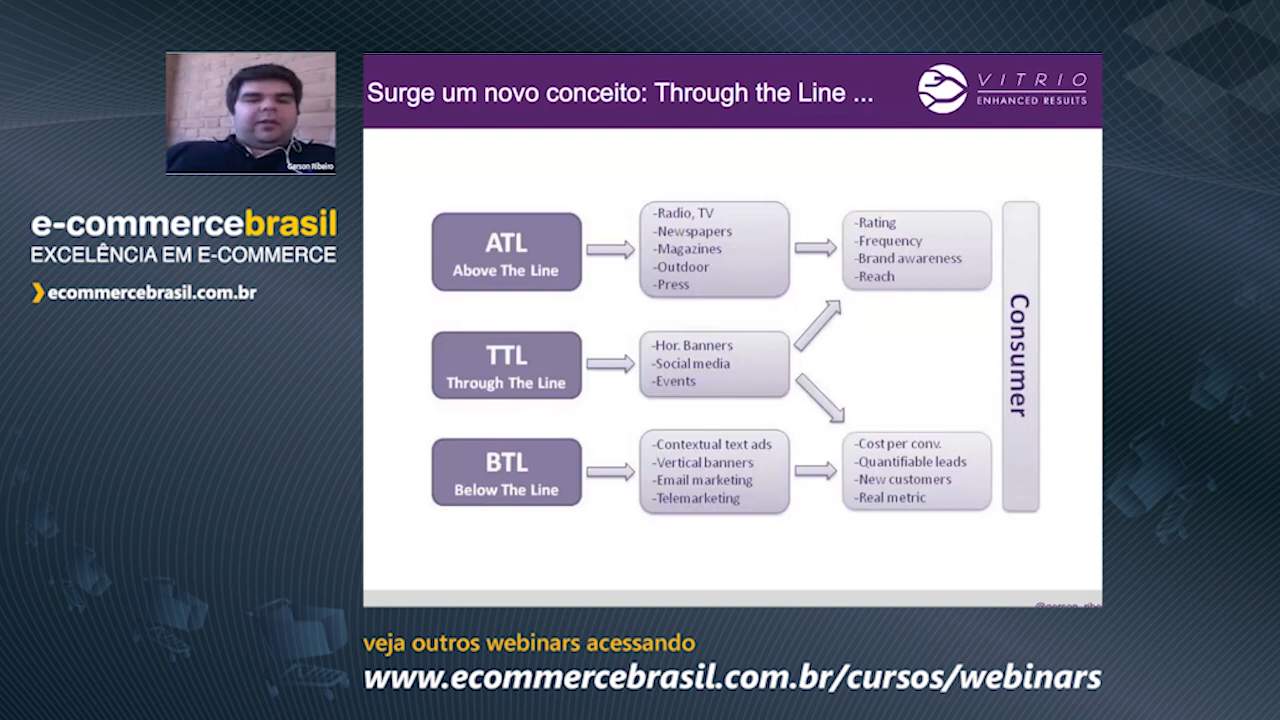 Gerson Ribeiro
e-commercebrasil
EXCELÊNCIA EM E-COMMERCE
ecommercebrasil.com.br
Surge um novo conceito: Through the Line ...
VITRIO
ENHANCED RESULTS
ATL
Above The Line
-Radio, TV
-Newspapers
-Magazines
-Outdoor
-Press
-Rating
-Frequency
-Brand awareness
-Reach
TTL
Through The Line
-Hor. Banners
-Social media
-Events
BTL
Below The Line
-Contextual text ads
-Vertical banners
-Email marketing
-Telemarketing
-Cost per conv.
-Quantifiable leads
-New customers
-Real metric
Consumer
veja outros webinars acessando
www.ecommercebrasil.com.br/cursos/webinars